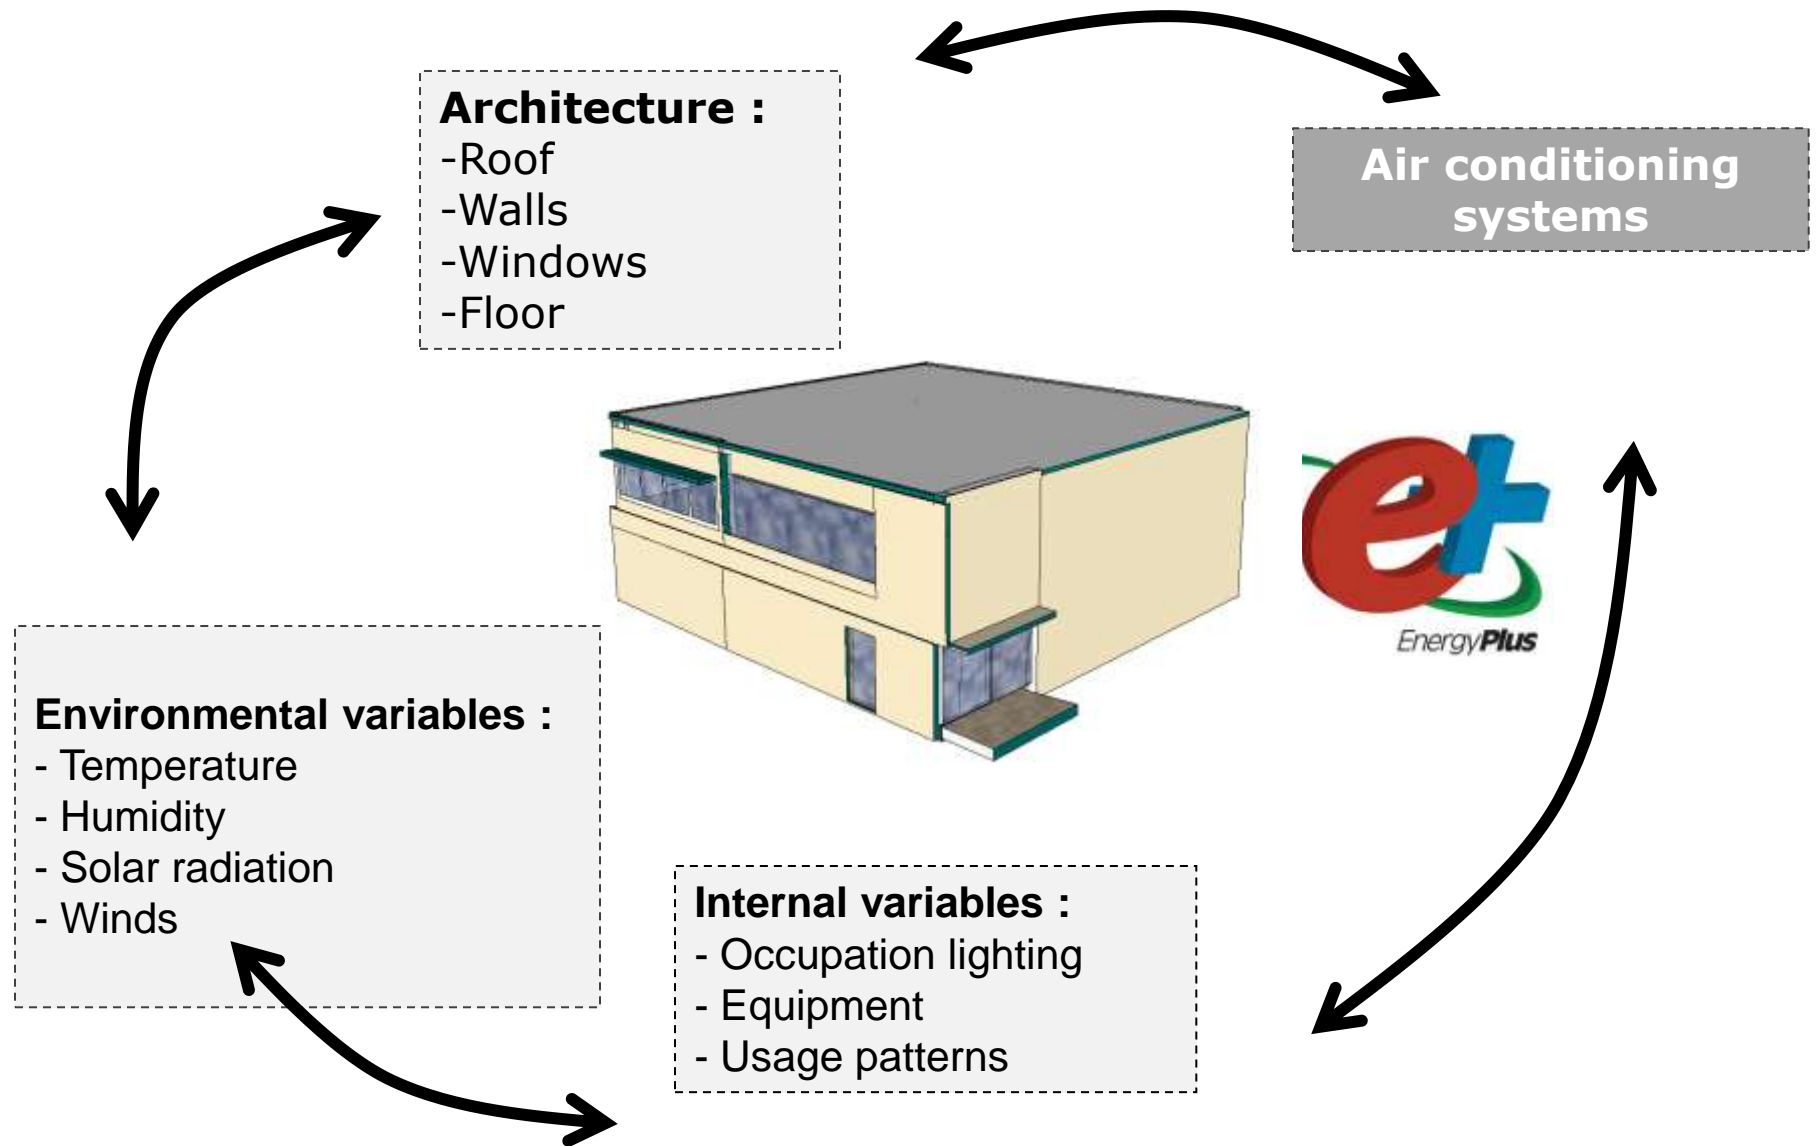 Architecture :
-Roof
-Walls
-Windows
-Floor
Air conditioning
systems
e+
EnergyPlus
Environmental variables :
- Temperature
- Humidity
- Solar radiation
- Winds
Internal variables :
- Occupation lighting
- Equipment
- Usage patterns